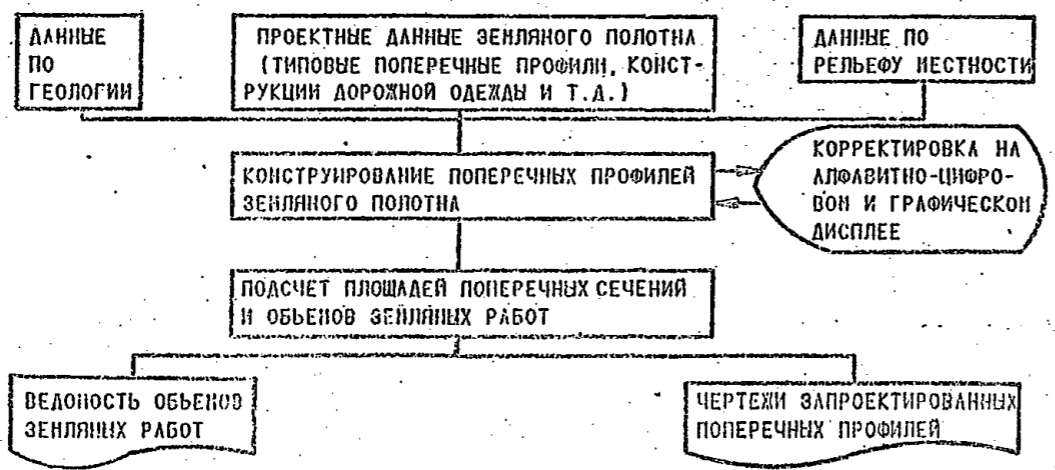 ДАННЫЕ
ПО
ГЕОЛОГИИ
ПРОЕКТНЫЕ ДАННЫЕ ЗЕМЛЯНОГО ПОЛОТНА
(ТИПОВЫЕ ПОПЕРЕЧНЫЕ ПРОФИЛИ, КОНСТ-
РУКЦИИ ДОРОЖНОЙ ОДЕЖДЫ И Т.Д.)
ДАННЫЕ ПО
РЕЛЬЕФУ МЕСТНОСТИ
КОНСТРУИРОВАНИЕ ПОПЕРЕЧНЫХ ПРОФИЛЕЙ
ЗЕМЛЯНОГО ПОЛОТНА
КОРРЕКТИРОВКА НА
АЛФАВИТНО-ЦИФРО-
ВОМ И ГРАФИЧЕСКОМ
ДИСПЛЕЕ
ПОДСЧЕТ ПЛОЩАДЕЙ ПОПЕРЕЧНЫХ СЕЧЕНИЙ
И ОБЬЕМОВ ЗЕМЛЯНЫХ РАБОТ
ВЕДОМОСТЬ ОБЬЕМОВ
ЗЕМЛЯНЫХ РАБОТ
ЧЕРТЕЖИ ЗАПРОЕКТИРОВАННЫХ
ПОПЕРЕЧНЫХ ПРОФИЛЕЙ